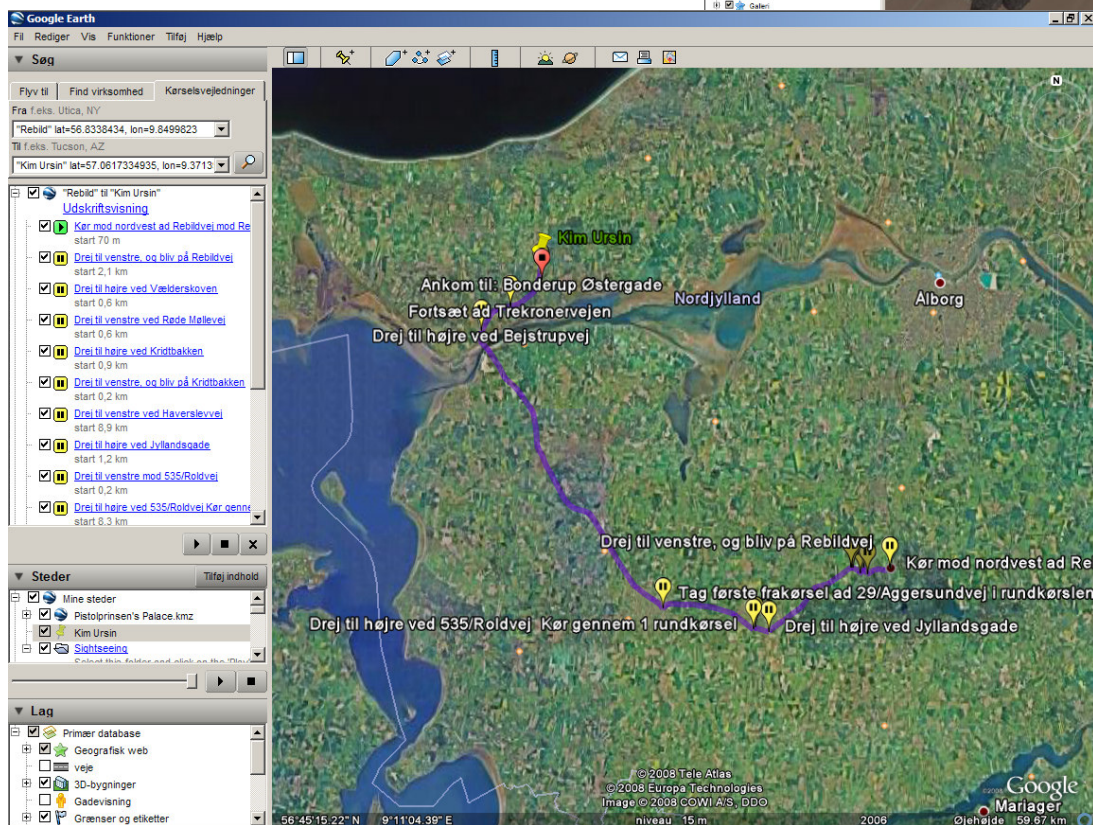 Galeri
Google Earth
Fil Rediger Vis Funktioner Tilføj Hjælp
Søg
Flyv til Find virksomhed Kørselsvejledninger
Fra f.eks. Utica, NY
"Rebild" lat=56.8338434, lon=9.8499823
Til f.eks. Tucson, AZ
"Kim Ursin" lat=57.0617334935, lon=9.3713
"Rebild" til "Kim Ursin"
Udskriftsvisning
Kør mod nordvest ad Rebildvej mod Re
start 70 m
Drej til venstre, og bliv på Rebildvej
start 2,1 km
Drej til højre ved Vælderskoven
start 0,6 km
Drej til venstre ved Røde Møllevej
start 0,6 km
Drej til højre ved Kridtbakken
start 0,9 km
Drej til venstre, og bliv på Kridtbakken
start 0,2 km
Drej til venstre ved Haverslevvej
start 8,9 km
Drej til højre ved Jyllandsgade
start 1,2 km
Drej til venstre mod 535/Roldvej
start 0,2 km
Drej til højre ved 535/Roldvej Kør genne
start 8,3 km
Steder
Tilføj indhold
Mine steder
Pistolprinsen's Palace.kmz
Kim Ursin
Sightseeing
Select this folder and click on the 'Play
Lag
Primær database
Geografisk web
veje
3D-bygninger
Gadevisning
Grænser og etiketter
N
Kim Ursin
Ankom til: Bonderup Østergade
Nordjylland
Ålborg
Fortsæt ad Trekronervejen
Drej til højre ved Bejstrupvej
Drej til venstre, og bliv på Rebildvej
Kør mod nordvest ad Re
Tag første frakørsel ad 29/Aggersundvej i rundkørslen
Drej til højre ved 535/Roldvej Kør gennem 1 rundkørsel
Drej til højre ved Jyllandsgade
©2008 Tele Atlas
©2008 Europa Technologies
Image ©2008 COWI A/S, DDO
©2008 Google
Mariager
56°45'15.22" N 9°11'04.39" E
niveau 15 m
2006
Øjehøjde 59.67 km